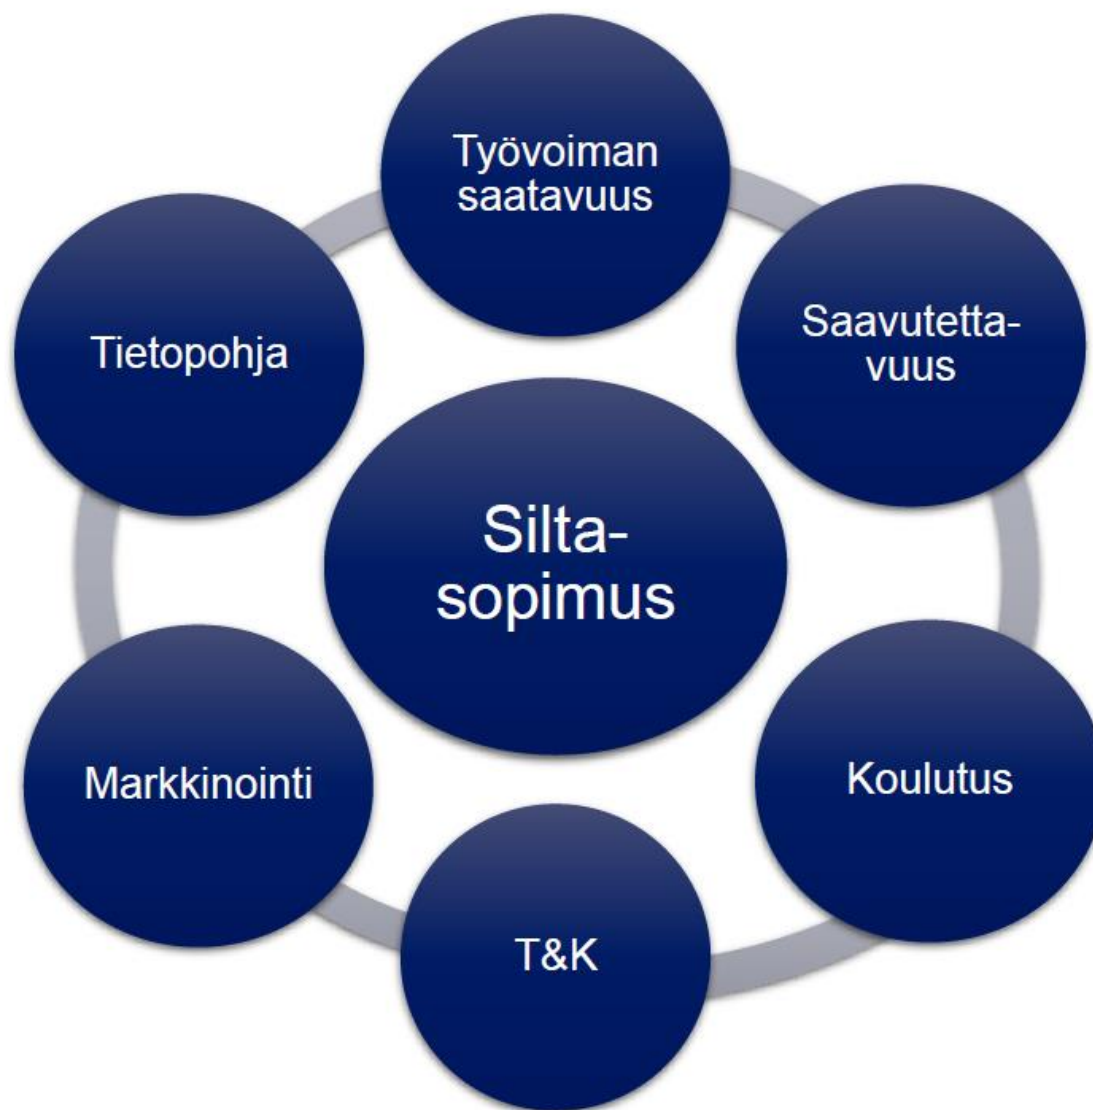 Työvoiman
saatavuus
Saavutetta-
vuus
Tietopohja
Silta-
sopimus
Markkinointi
Koulutus
T&K